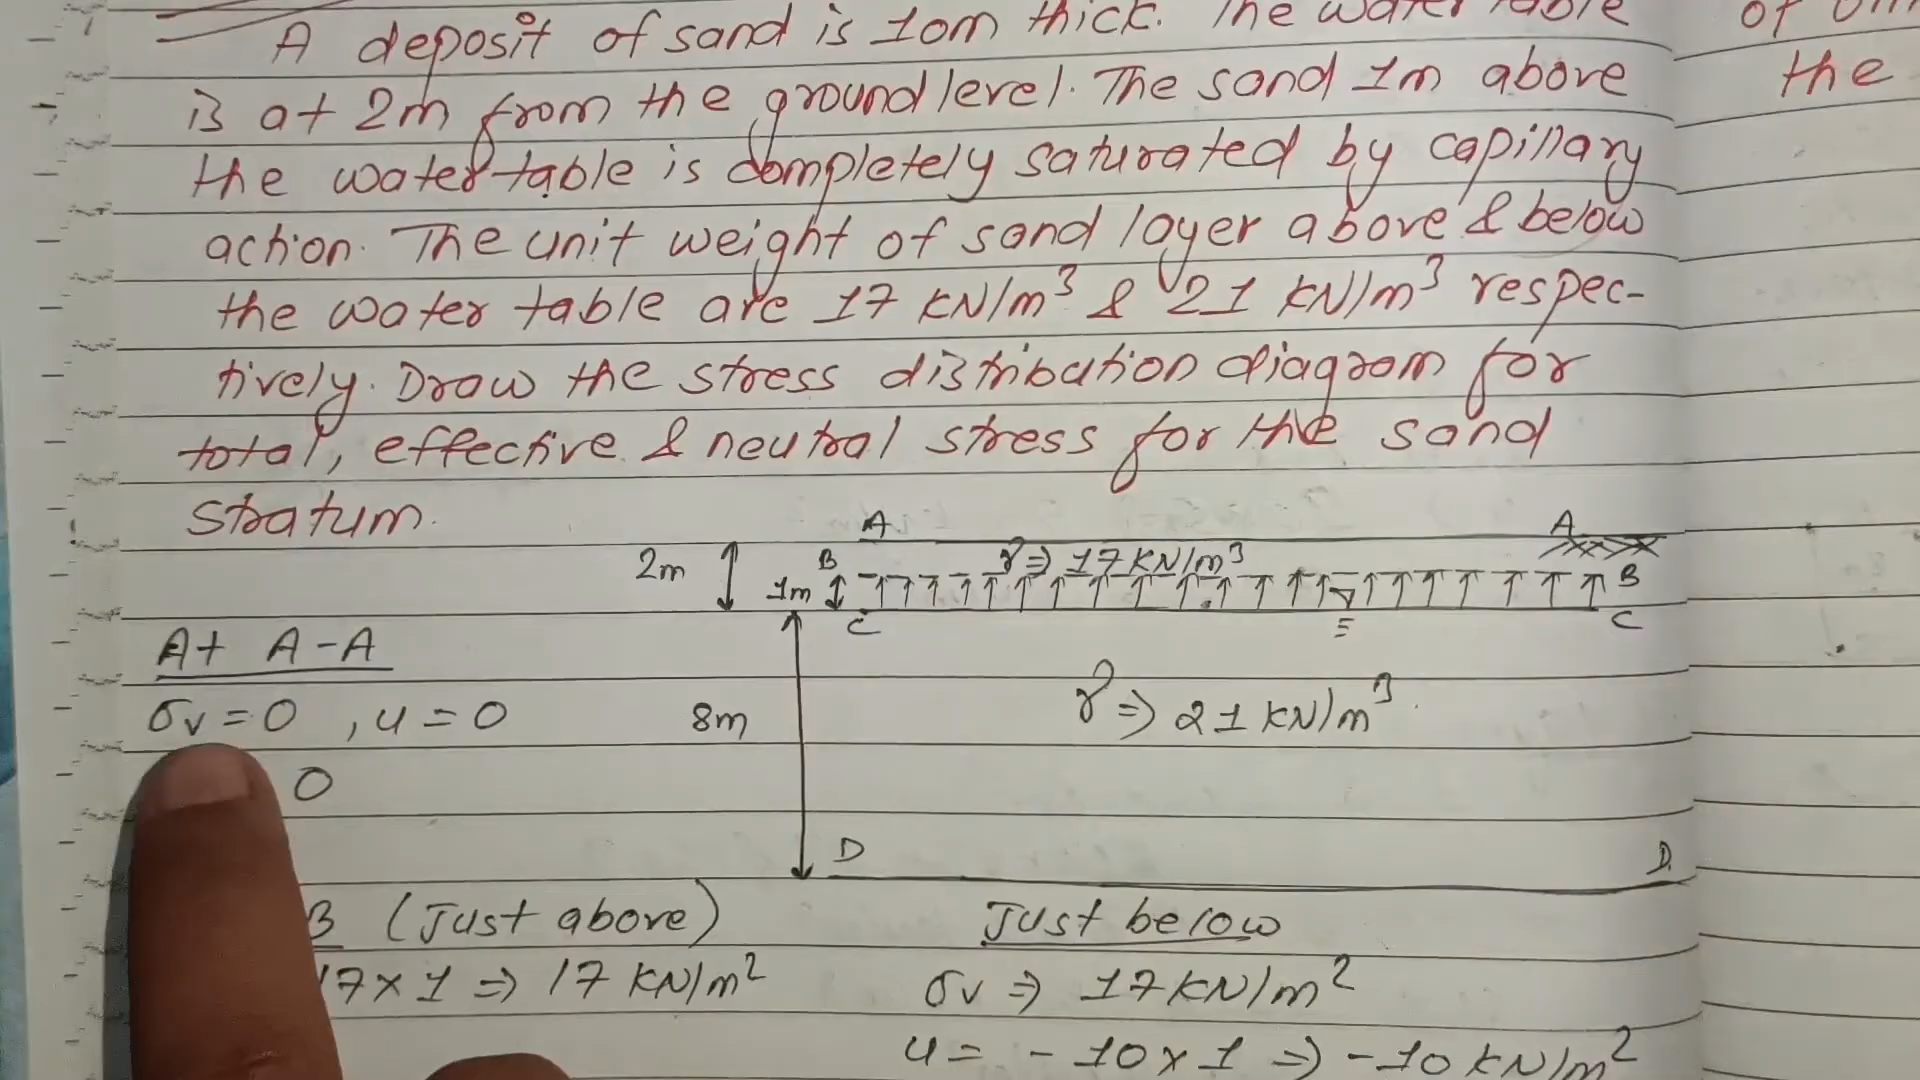 A deposit of sand is 10m thick. The water table
is at 2m from the ground level. The sand 1m above
the water table is completely saturated by capillary
action. The unit weight of sand layer above & below
the water table are 17 KN/m³ & 21 KN/m³ respec-
tively. Draw the stress distribution diagram for
total, effective & neutral stress for the sand
stratum.
A A
2m B γ ⇒ 17 KN/m³
1m B
C C
At A-A
σv = 0 , u = 0
8m γ ⇒ 21 KN/m³
0
D D
B (Just above) Just below
17 x 1 ⇒ 17 KN/m² σv ⇒ 17 KN/m²
u = - 10 x 1 ⇒ -10 KN/m²
of
the